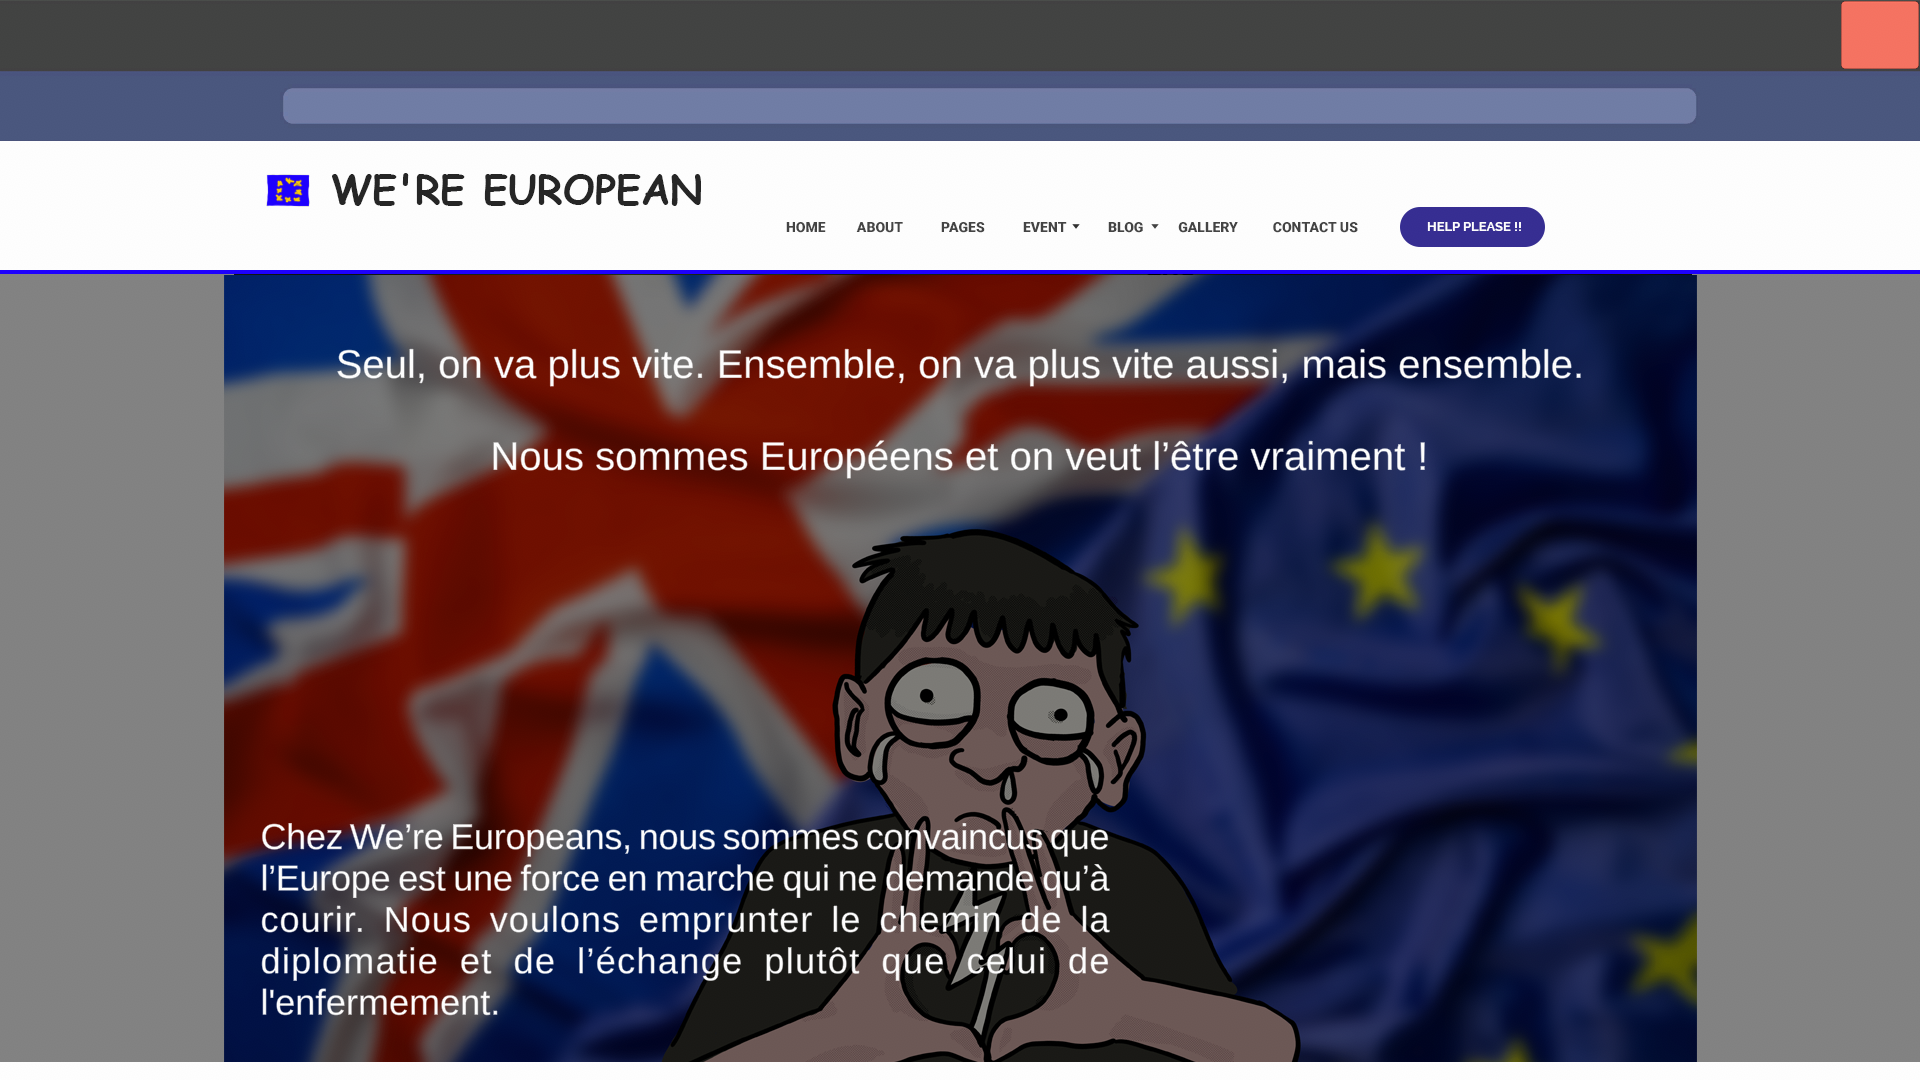 WE'RE EUROPEAN
HOME ABOUT PAGES EVENT BLOG GALLERY CONTACT US HELP PLEASE !!
Seul, on va plus vite. Ensemble, on va plus vite aussi, mais ensemble.
Nous sommes Européens et on veut l’être vraiment !
Chez We’re Europeans, nous sommes convaincus que
l’Europe est une force en marche qui ne demande qu’à
courir. Nous voulons emprunter le chemin de la
diplomatie et de l’échange plutôt que celui de
l'enfermement.